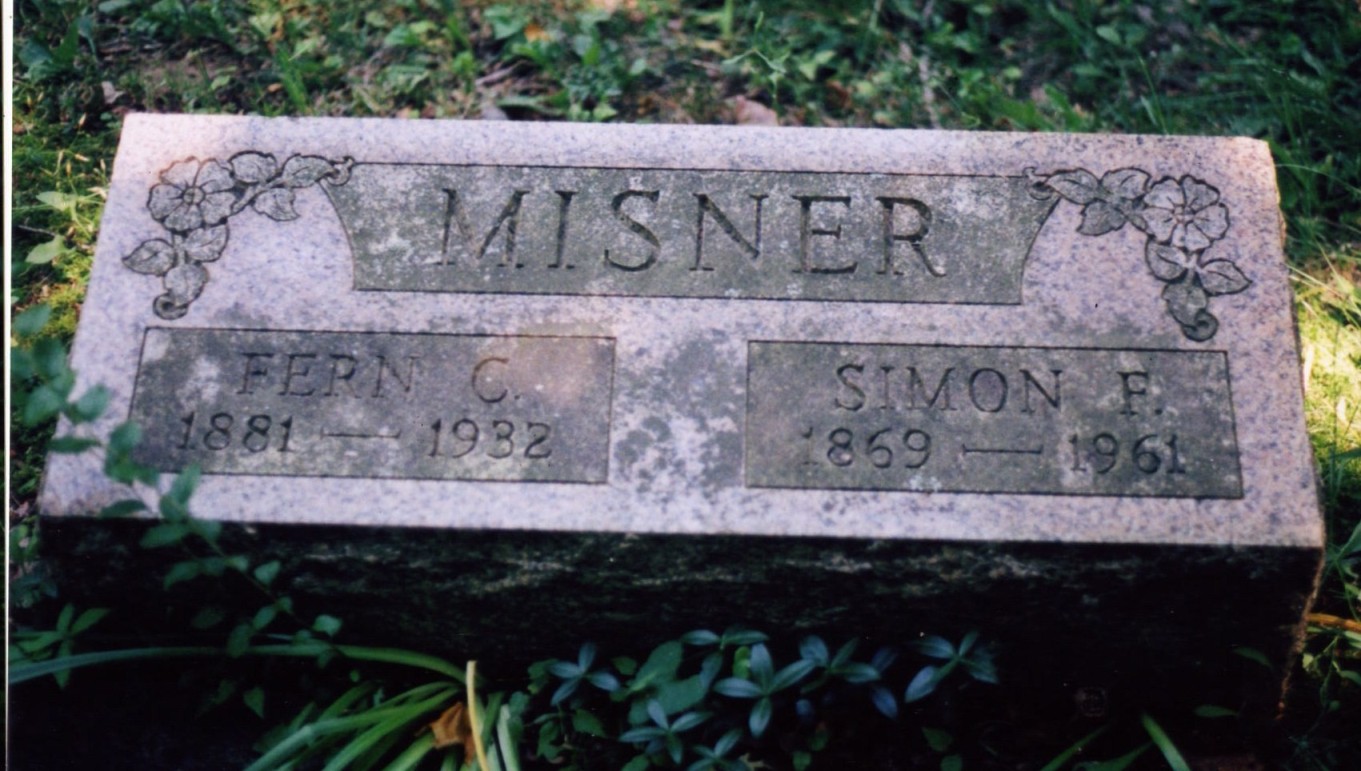 MISNER
FERN C.
1881 — 1932
SIMON F.
1869 — 1961